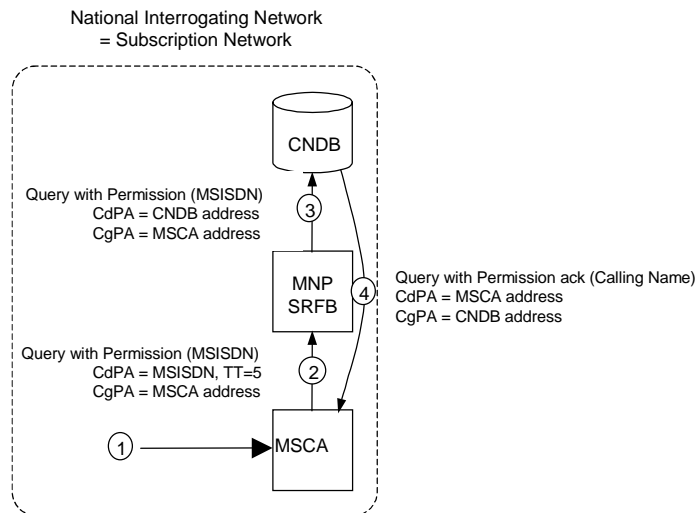 National Interrogating Network
= Subscription Network
CNDB
Query with Permission (MSISDN)
CdPA = CNDB address
CgPA = MSCA address
3
MNP
SRFB
4
Query with Permission ack (Calling Name)
CdPA = MSCA address
CgPA = CNDB address
Query with Permission (MSISDN)
CdPA = MSISDN, TT=5
CgPA = MSCA address
2
1
MSCA